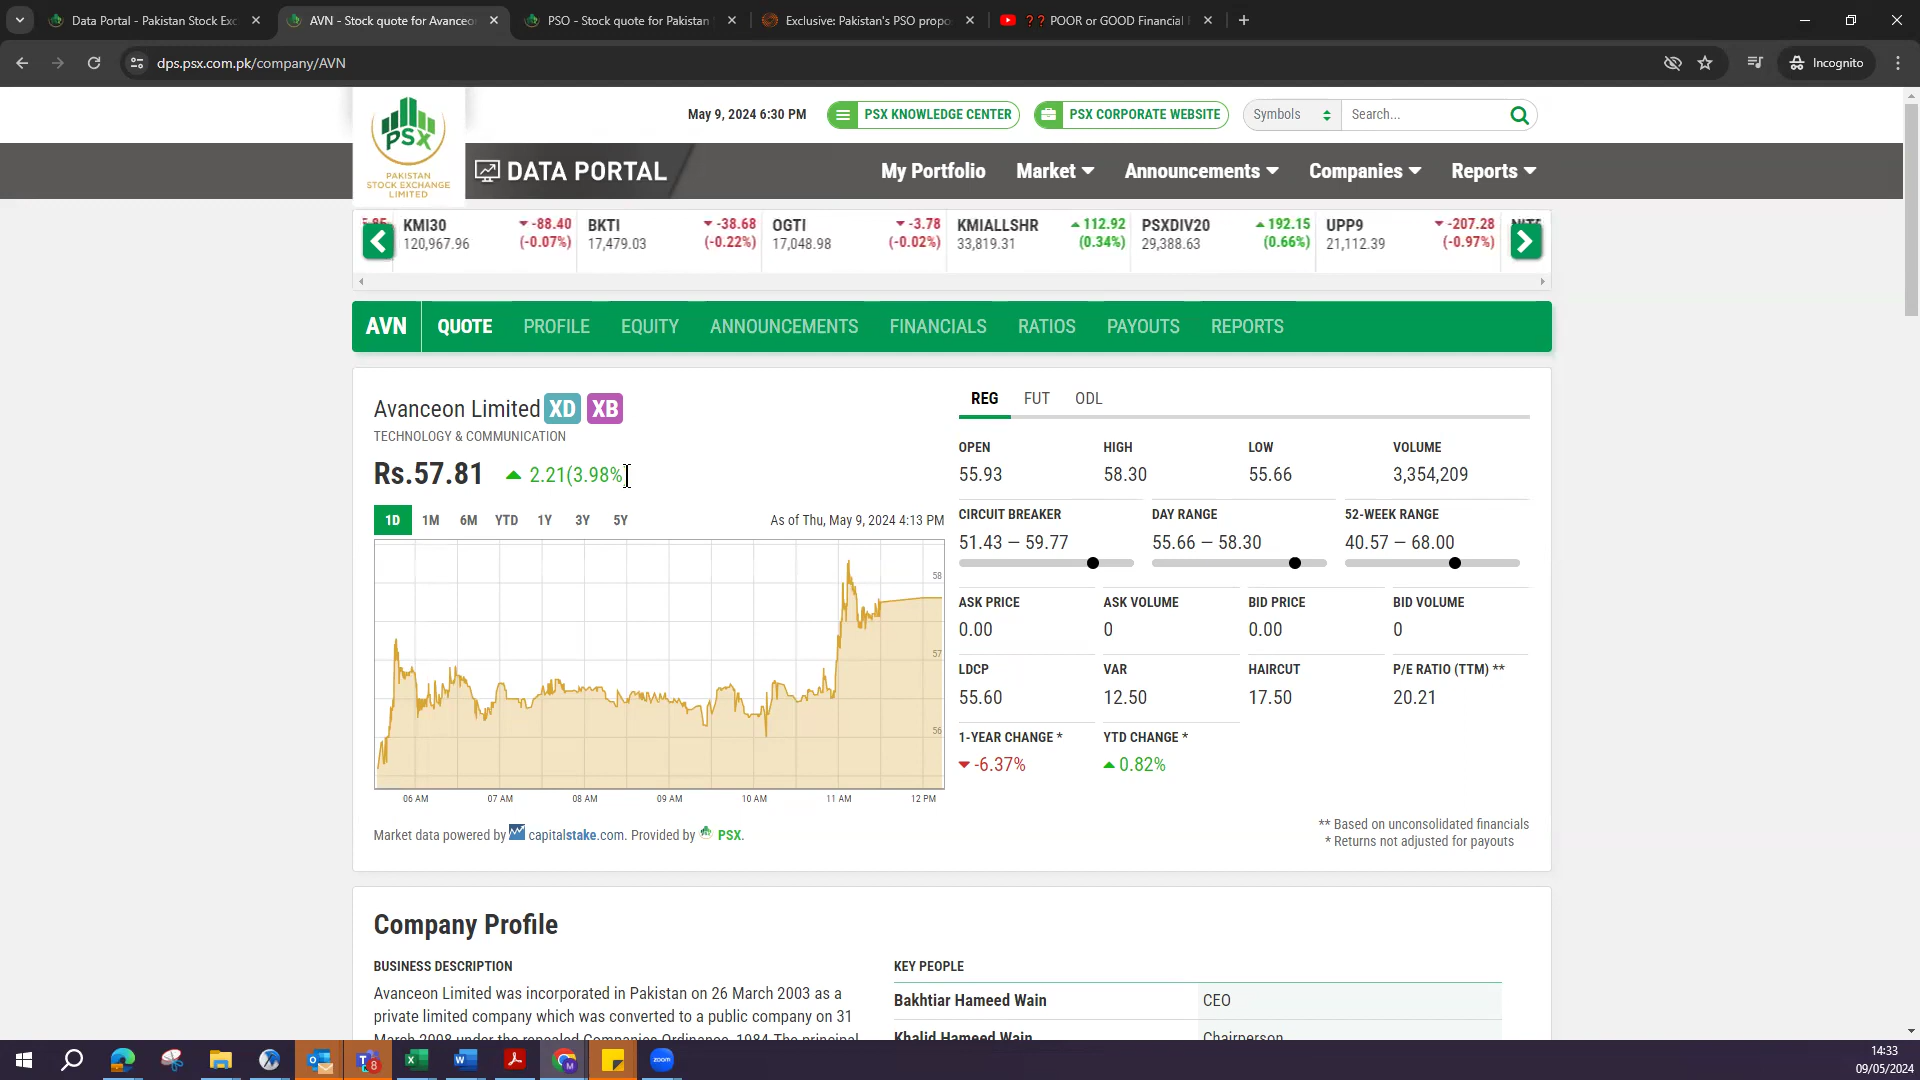 Data Portal - Pakistan Stock Exc
AVN - Stock quote for Avanceon
PSO - Stock quote for Pakistan
Exclusive: Pakistan's PSO propo
❓❓ POOR or GOOD Financial
dps.psx.com.pk/company/AVN
Incognito
May 9, 2024 6:30 PM
PSX KNOWLEDGE CENTER
PSX CORPORATE WEBSITE
Symbols
Search...
PSX
PAKISTAN
STOCK EXCHANGE
LIMITED
DATA PORTAL
My Portfolio
Market
Announcements
Companies
Reports
KMI30 -88.40
120,967.96 (-0.07%)
BKTI -38.68
17,479.03 (-0.22%)
OGTI -3.78
17,048.98 (-0.02%)
KMIALLSHR 112.92
33,819.31 (0.34%)
PSXDIV20 192.15
29,388.63 (0.66%)
UPP9 -207.28
21,112.39 (-0.97%)
AVN QUOTE PROFILE EQUITY ANNOUNCEMENTS FINANCIALS RATIOS PAYOUTS REPORTS
Avanceon Limited XD XB
TECHNOLOGY & COMMUNICATION
Rs.57.81 2.21(3.98%)
1D 1M 6M YTD 1Y 3Y 5Y
As of Thu, May 9, 2024 4:13 PM
58
57
56
06 AM 07 AM 08 AM 09 AM 10 AM 11 AM 12 PM
Market data powered by capitalstake.com. Provided by PSX.
REG FUT ODL
OPEN HIGH LOW VOLUME
55.93 58.30 55.66 3,354,209
CIRCUIT BREAKER DAY RANGE 52-WEEK RANGE
51.43 — 59.77 55.66 — 58.30 40.57 — 68.00
ASK PRICE ASK VOLUME BID PRICE BID VOLUME
0.00 0 0.00 0
LDCP VAR HAIRCUT P/E RATIO (TTM) **
55.60 12.50 17.50 20.21
1-YEAR CHANGE * YTD CHANGE *
-6.37% 0.82%
** Based on unconsolidated financials
* Returns not adjusted for payouts
Company Profile
BUSINESS DESCRIPTION
Avanceon Limited was incorporated in Pakistan on 26 March 2003 as a
private limited company which was converted to a public company on 31
March 2008 under the repealed Companies Ordinance, 1984. The principal
KEY PEOPLE
Bakhtiar Hameed Wain CEO
Khalid Hameed Wain Chairperson
14:33
09/05/2024